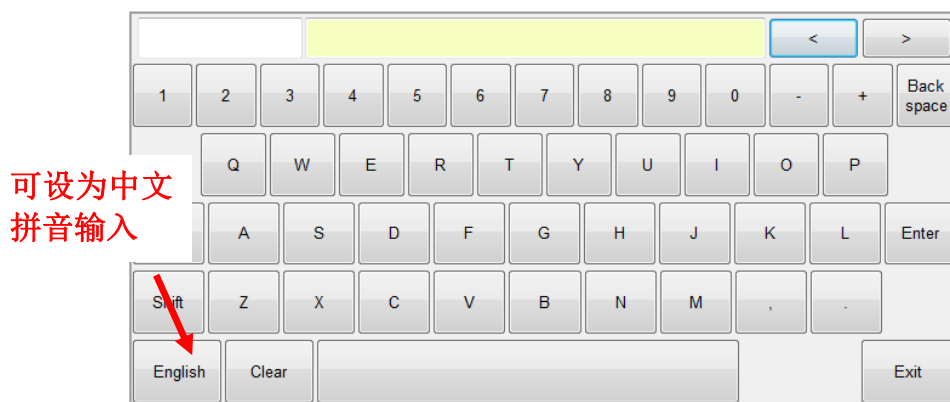 < >
1 2 3 4 5 6 7 8 9 0 - + Back space
Q W E R T Y U I O P
可设为中文
拼音输入
A S D F G H J K L Enter
Shift Z X C V B N M , .
English Clear Exit